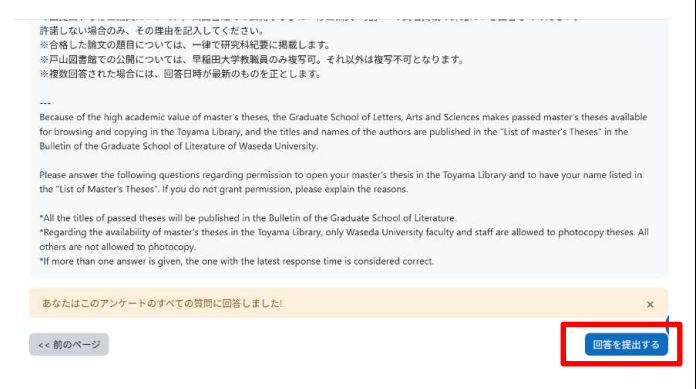 許諾しない場合のみ、その理由を記入してください。
※合格した論文の題目については、一律で研究科紀要に掲載します。
※戸山図書館での公開については、早稲田大学教職員のみ複写可。それ以外は複写不可となります。
※複数回答された場合には、回答日時が最新のものを正とします。
---
Because of the high academic value of master's theses, the Graduate School of Letters, Arts and Sciences makes passed master's theses available
for browsing and copying in the Toyama Library, and the titles and names of the authors are published in the "List of master's Theses" in the
Bulletin of the Graduate School of Literature of Waseda University.
Please answer the following questions regarding permission to open your master's thesis in the Toyama Library and to have your name listed in
the "List of Master's Theses". If you do not grant permission, please explain the reasons.
*All the titles of passed theses will be published in the Bulletin of the Graduate School of Literature.
*Regarding the availability of master's theses in the Toyama Library, only Waseda University faculty and staff are allowed to photocopy theses. All
others are not allowed to photocopy.
*If more than one answer is given, the one with the latest response time is considered correct.
あなたはこのアンケートのすべての質問に回答しました! ×
<< 前のページ 回答を提出する